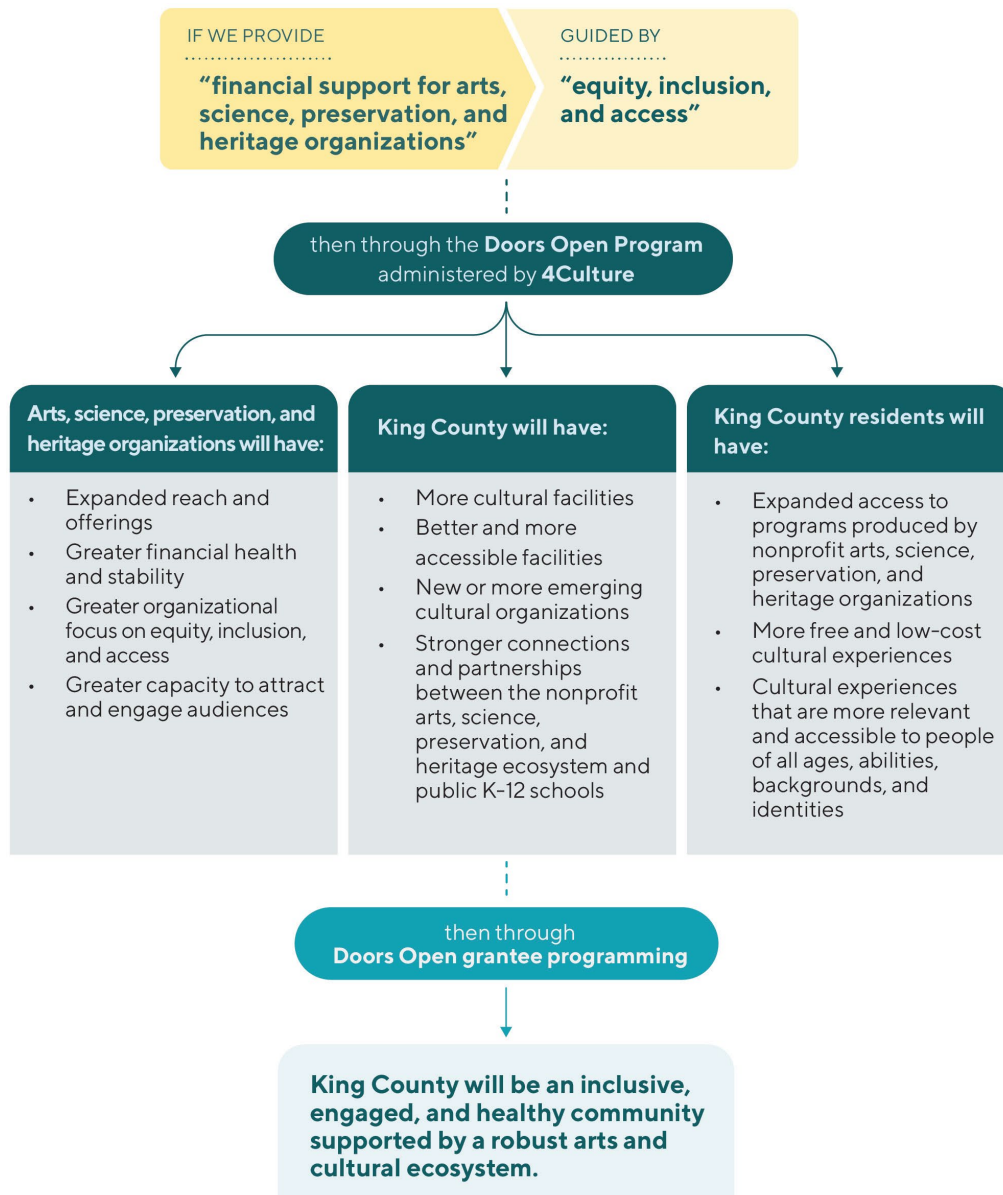 IF WE PROVIDE
“financial support for arts,
science, preservation, and
heritage organizations”
GUIDED BY
“equity, inclusion,
and access”
then through the Doors Open Program
administered by 4Culture
Arts, science, preservation, and
heritage organizations will have:
• Expanded reach and
offerings
• Greater financial health
and stability
• Greater organizational
focus on equity, inclusion,
and access
• Greater capacity to attract
and engage audiences
King County will have:
• More cultural facilities
• Better and more
accessible facilities
• New or more emerging
cultural organizations
• Stronger connections
and partnerships
between the nonprofit
arts, science,
preservation, and
heritage ecosystem and
public K-12 schools
King County residents will
have:
• Expanded access to
programs produced by
nonprofit arts, science,
preservation, and
heritage organizations
• More free and low-cost
cultural experiences
• Cultural experiences
that are more relevant
and accessible to people
of all ages, abilities,
backgrounds, and
identities
then through
Doors Open grantee programming
King County will be an inclusive,
engaged, and healthy community
supported by a robust arts and
cultural ecosystem.